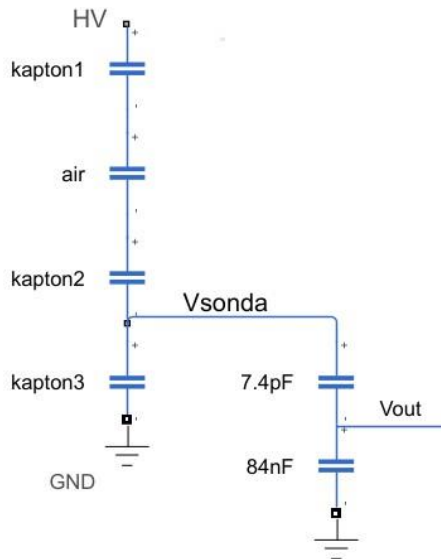 HV
kapton1
air
kapton2
Vsonda
kapton3
7.4pF
Vout
84nF
GND